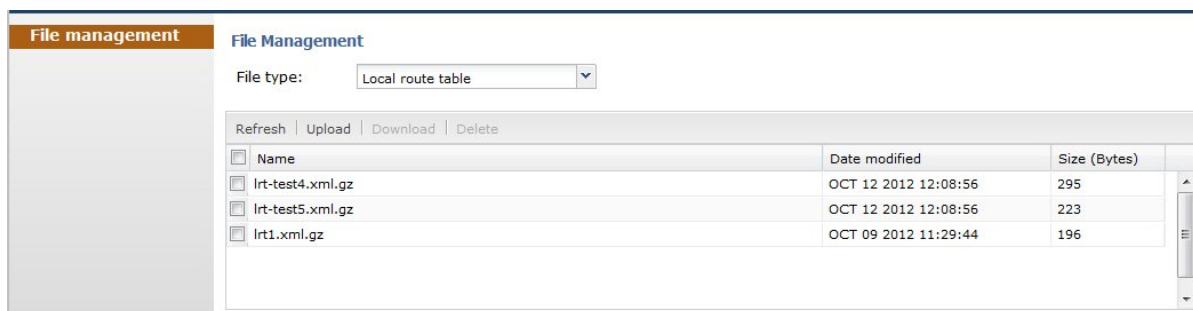 File management
File Management
File type: Local route table
Refresh Upload Download Delete
Name Date modified Size (Bytes)
lrt-test4.xml.gz OCT 12 2012 12:08:56 295
lrt-test5.xml.gz OCT 12 2012 12:08:56 223
lrt1.xml.gz OCT 09 2012 11:29:44 196